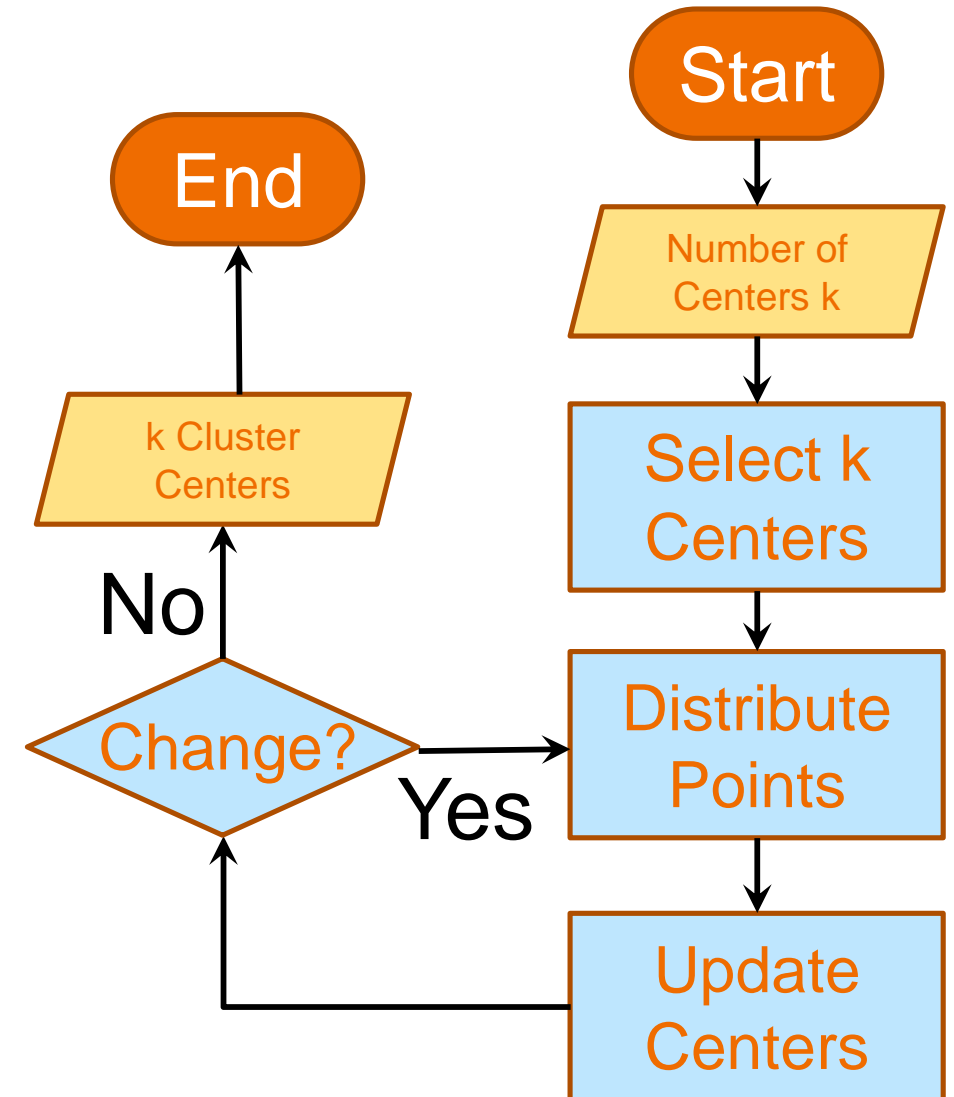 Start
Number of
Centers k
Select k
Centers
Distribute
Points
Update
Centers
Change?
Yes
No
k Cluster
Centers
End